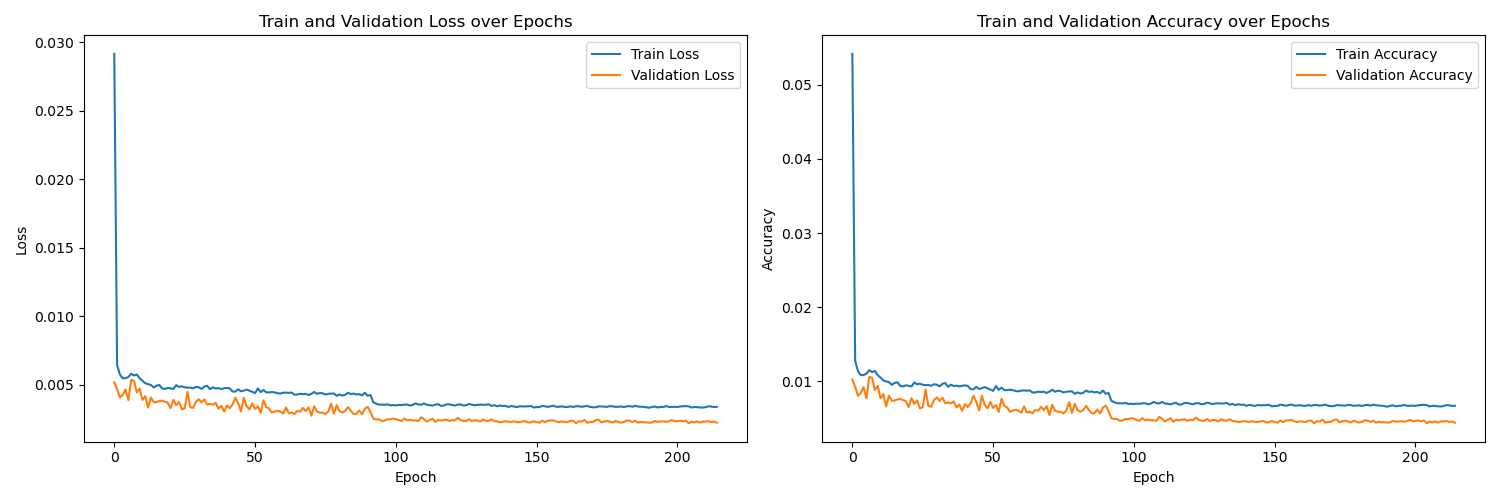 Train and Validation Loss over Epochs
Train Loss
Validation Loss
0.030
0.025
0.020
0.015
0.010
0.005
Loss
0
50
100
150
200
Epoch
Train and Validation Accuracy over Epochs
Train Accuracy
Validation Accuracy
0.05
0.04
0.03
0.02
0.01
Accuracy
0
50
100
150
200
Epoch